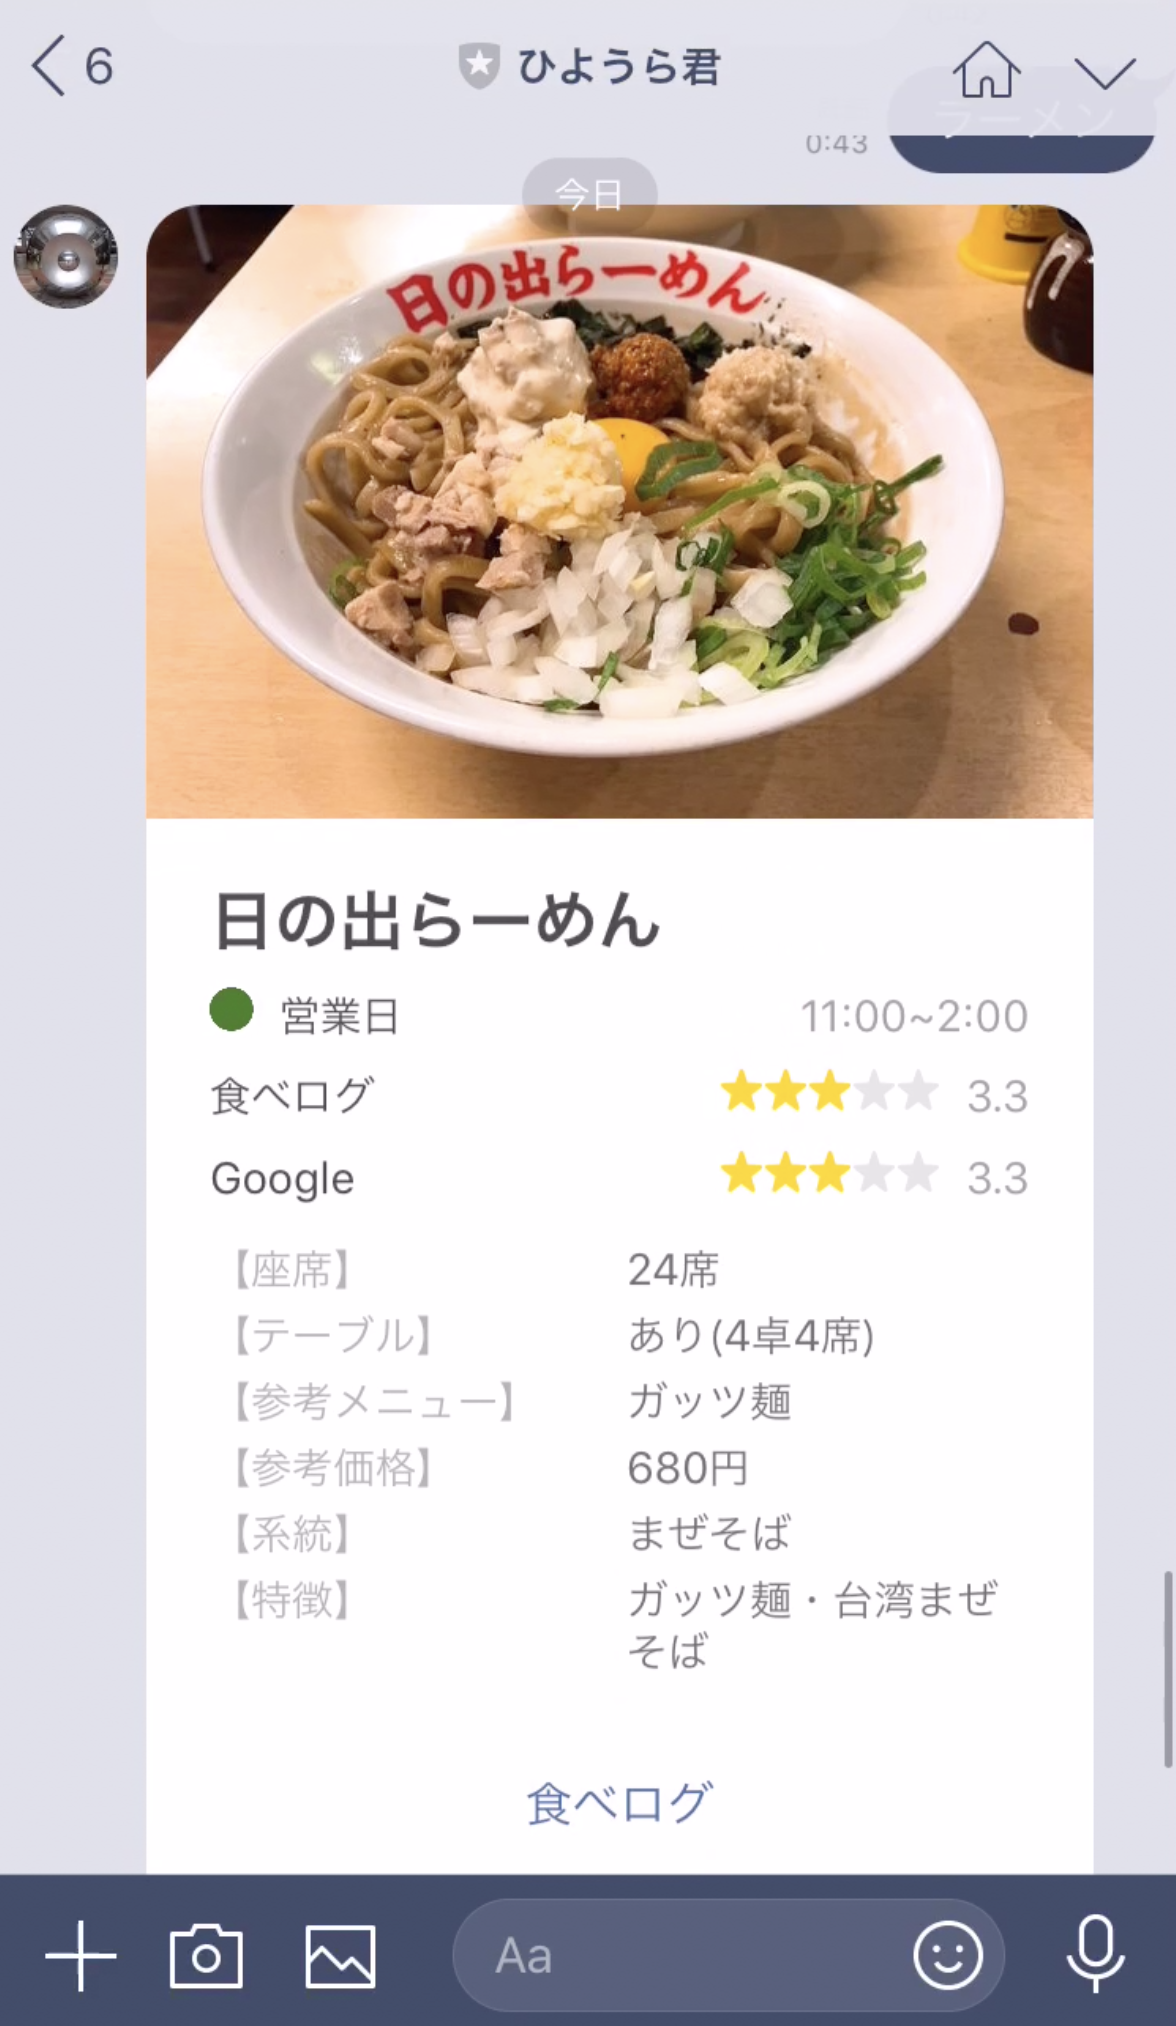 6
ひようら君
ラーメン
0:43
今日
日の出らーめん
日の出らーめん
営業日 11:00~2:00
食べログ 3.3
Google 3.3
【座席】 24席
【テーブル】 あり(4卓4席)
【参考メニュー】 ガッツ麺
【参考価格】 680円
【系統】 まぜそば
【特徴】 ガッツ麺・台湾まぜ
そば
食べログ
Aa